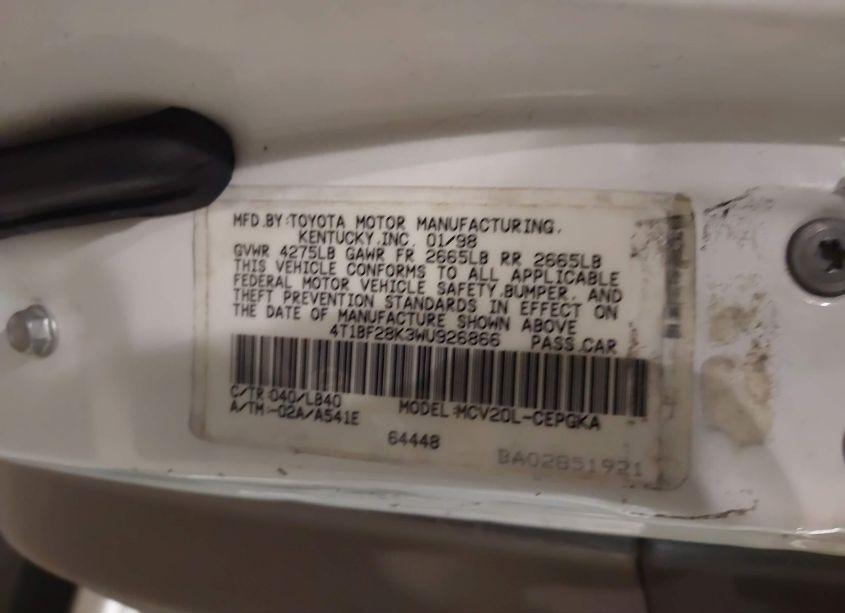 MFD.BY:TOYOTA MOTOR MANUFACTURING,
KENTUCKY,INC. 01/98
GVWR 4275LB GAWR FR 2665LB RR 2665LB
THIS VEHICLE CONFORMS TO ALL APPLICABLE
FEDERAL MOTOR VEHICLE SAFETY,BUMPER, AND
THEFT PREVENTION STANDARDS IN EFFECT ON
THE DATE OF MANUFACTURE SHOWN ABOVE
4T1BF28K3WU926866 PASS.CAR
C/TR:040/LB40 MODEL:MCV20L-CEPGKA
A/TM:-02A/A541E
64448
BA02851921